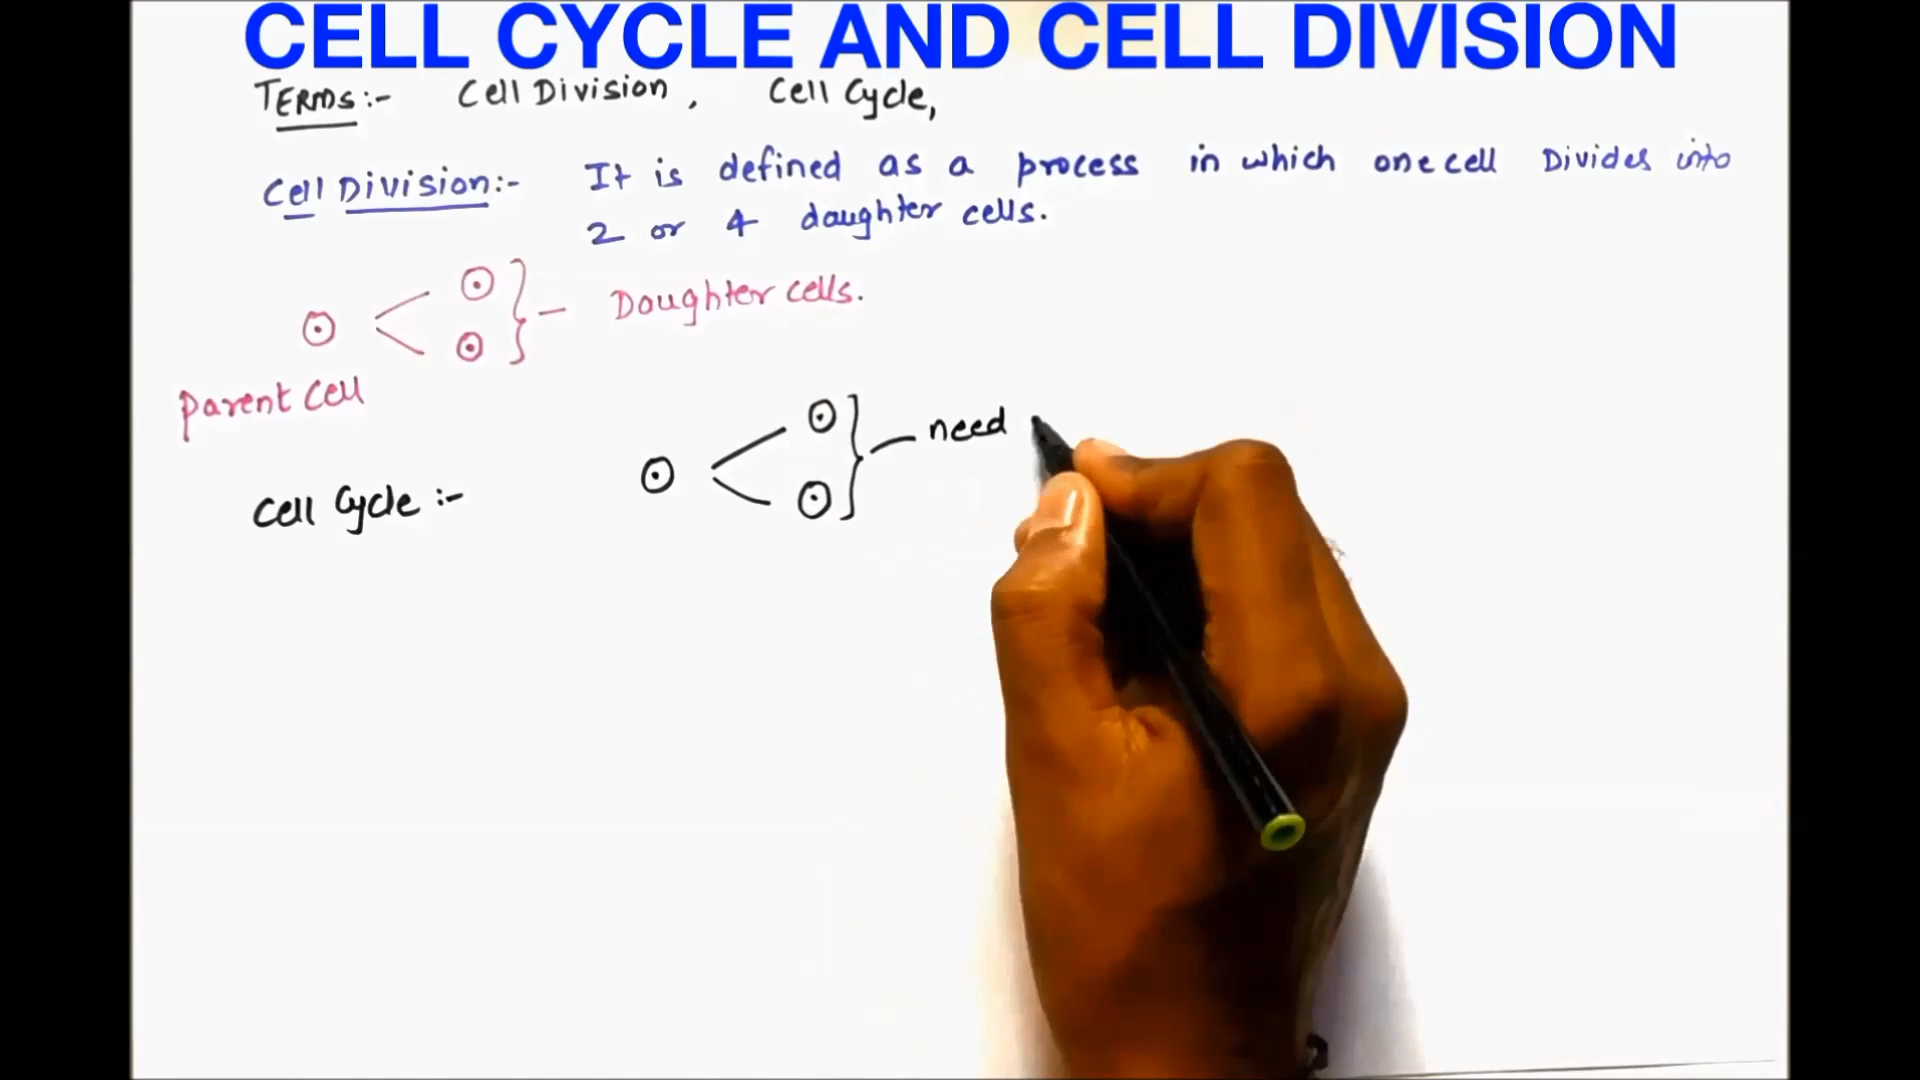 CELL CYCLE AND CELL DIVISION
TERMS:- Cell Division, Cell Cycle,
Cell Division:- It is defined as a process in which one cell Divides into
2 or 4 daughter cells.
Daughter cells.
Parent Cell
need
Cell Cycle:-